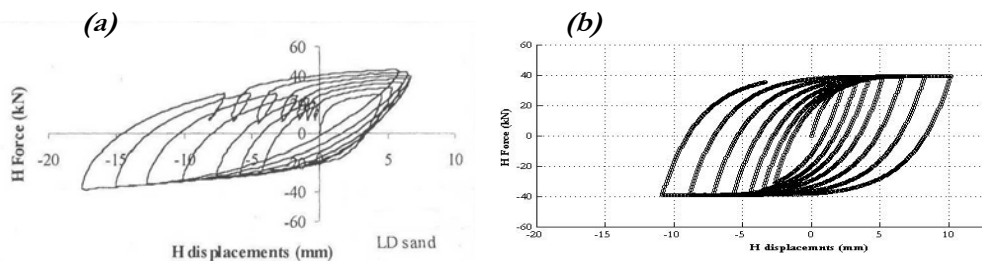 (a)
60
40
20
0
-20
-40
-60
-20 -15 -10 -5 0 5 10
H Force (kN)
H displacements (mm)
LD sand
(b)
60
40
20
0
-20
-40
-60
-20 -15 -10 -5 0 5 10
H Force (kN)
H displacemnts (mm)